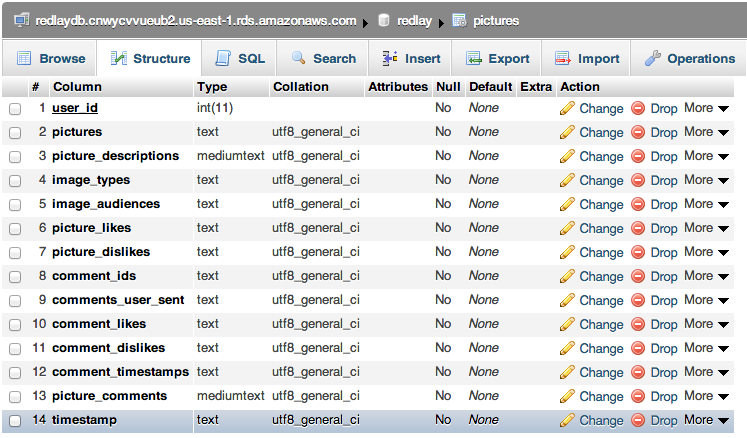 redlaydb.cnwycvvueub2.us-east-1.rds.amazonaws.com redlay pictures
Browse Structure SQL Search Insert Export Import Operations
# Column Type Collation Attributes Null Default Extra Action
1 user_id int(11) No None Change Drop More
2 pictures text utf8_general_ci No None Change Drop More
3 picture_descriptions mediumtext utf8_general_ci No None Change Drop More
4 image_types text utf8_general_ci No None Change Drop More
5 image_audiences text utf8_general_ci No None Change Drop More
6 picture_likes text utf8_general_ci No None Change Drop More
7 picture_dislikes text utf8_general_ci No None Change Drop More
8 comment_ids text utf8_general_ci No None Change Drop More
9 comments_user_sent text utf8_general_ci No None Change Drop More
10 comment_likes text utf8_general_ci No None Change Drop More
11 comment_dislikes text utf8_general_ci No None Change Drop More
12 comment_timestamps text utf8_general_ci No None Change Drop More
13 picture_comments mediumtext utf8_general_ci No None Change Drop More
14 timestamp text utf8_general_ci No None Change Drop More